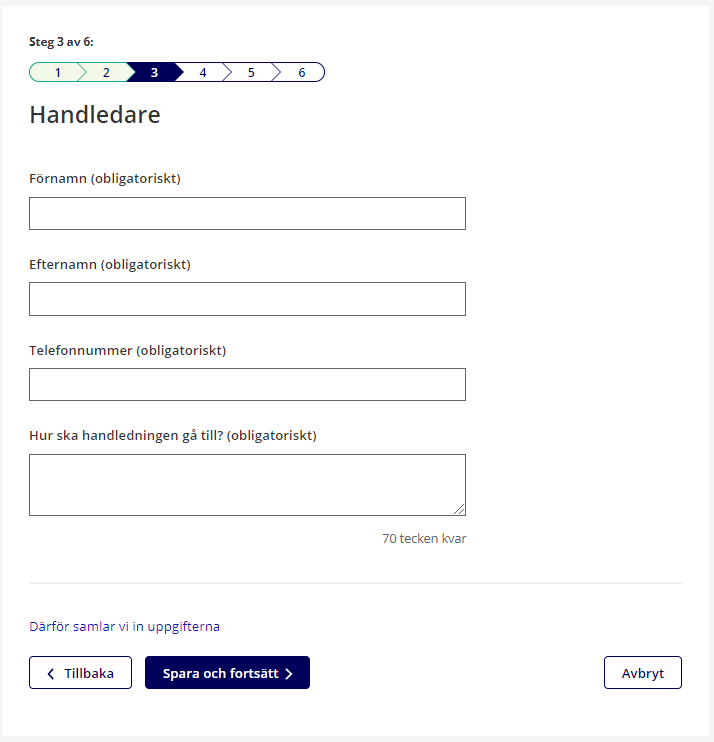 Steg 3 av 6:
1 2 3 4 5 6
Handledare
Förnamn (obligatoriskt)
Efternamn (obligatoriskt)
Telefonnummer (obligatoriskt)
Hur ska handledningen gå till? (obligatoriskt)
70 tecken kvar
Därför samlar vi in uppgifterna
Tillbaka Spara och fortsätt Avbryt